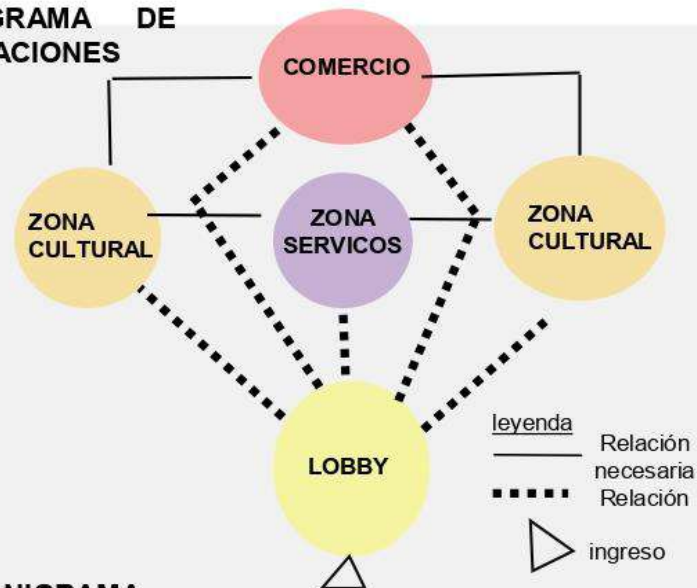 GRAMA DE
ACIONES
COMERCIO
ZONA
CULTURAL
ZONA
SERVICOS
ZONA
CULTURAL
LOBBY
leyenda
Relación
necesaria
Relación
ingreso